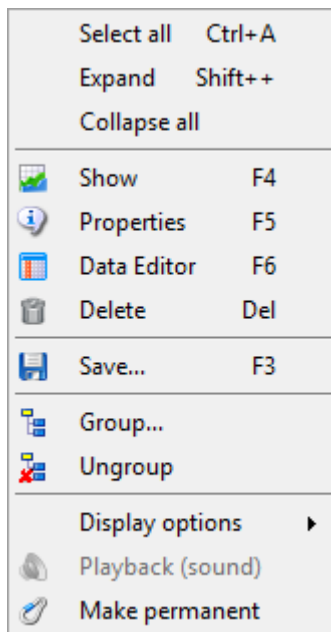 Select all Ctrl+A
Expand Shift++
Collapse all
Show F4
Properties F5
Data Editor F6
Delete Del
Save... F3
Group...
Ungroup
Display options
Playback (sound)
Make permanent